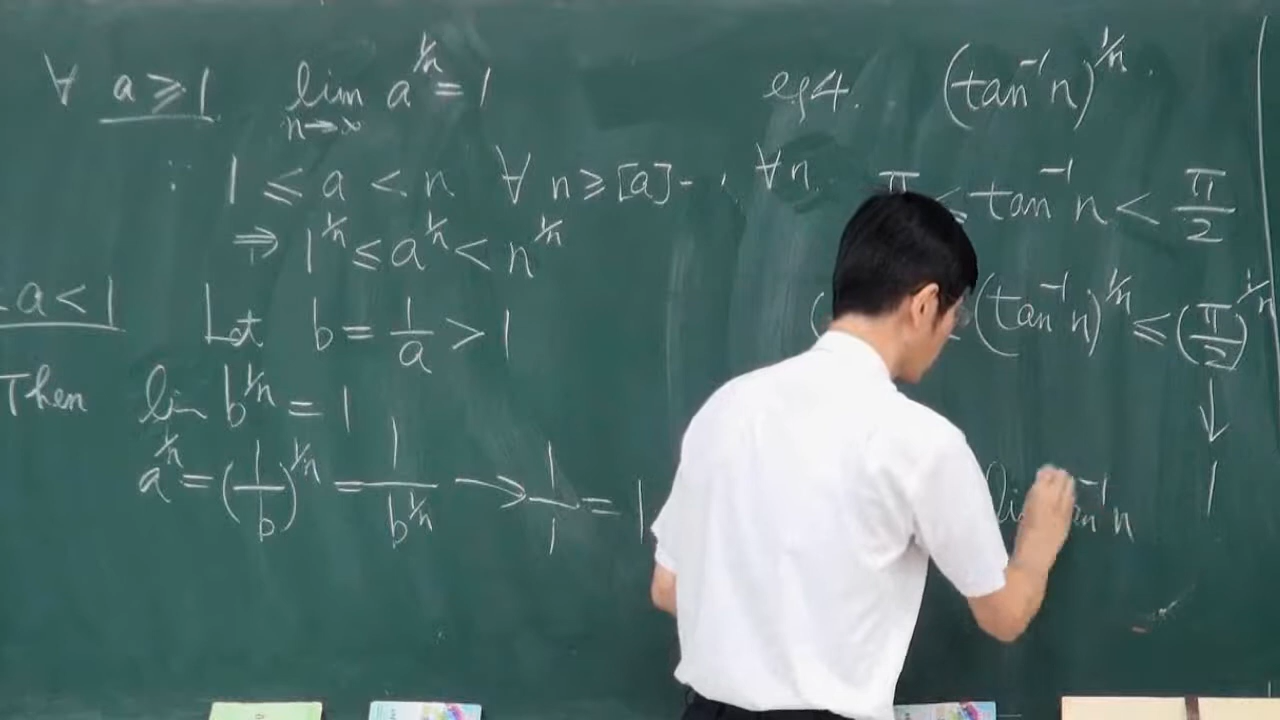 ∀ a ≥ 1 lim n→∞ a^{1/n} = 1
∵ 1 ≤ a < n ∀ n ≥ [a]
⇒ 1^{1/n} ≤ a^{1/n} < n^{1/n}
a < 1 Let b = 1/a > 1
Then lim b^{1/n} = 1
a^{1/n} = (1/b)^{1/n} = 1/b^{1/n} → 1/1 = 1
eg4. (tan^{-1} n)^{1/n}.
∀n π ≤ tan^{-1} n < π/2
( (tan^{-1} n)^{1/n} ≤ (π/2)^{1/n}
↓
1
n